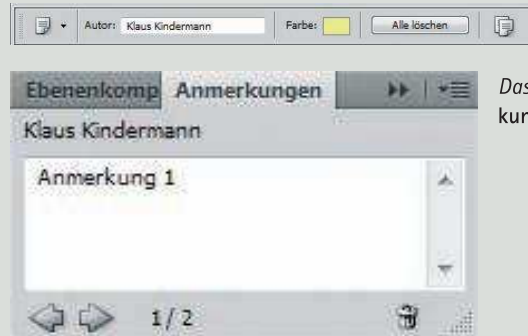 Autor: Klaus Kindermann Farbe: Alle löschen
Ebenenkomp Anmerkungen
Das
kur
Klaus Kindermann
Anmerkung 1
1/2